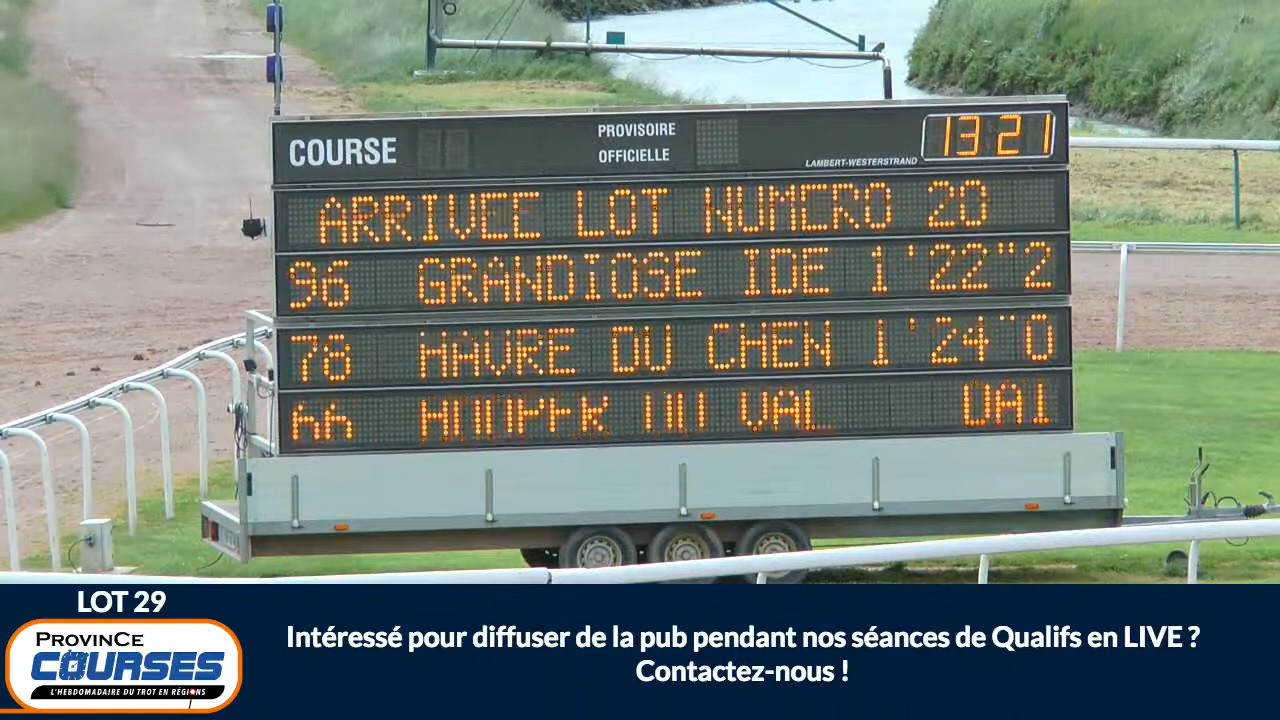 COURSE
PROVISOIRE
OFFICIELLE
LAMBERT-WESTERSTRAND
13 21
ARRIVEE LOT NUMERO 20
96 GRANDIOSE IDE 1'22"2
78 HAVRE DU CHEN 1'24"0
66 DU VAL DAI
LOT 29
PROVINCE
COURSES
L'HEBDOMADAIRE DU TROT EN RÉGIONS
Intéressé pour diffuser de la pub pendant nos séances de Qualifs en LIVE ?
Contactez-nous !